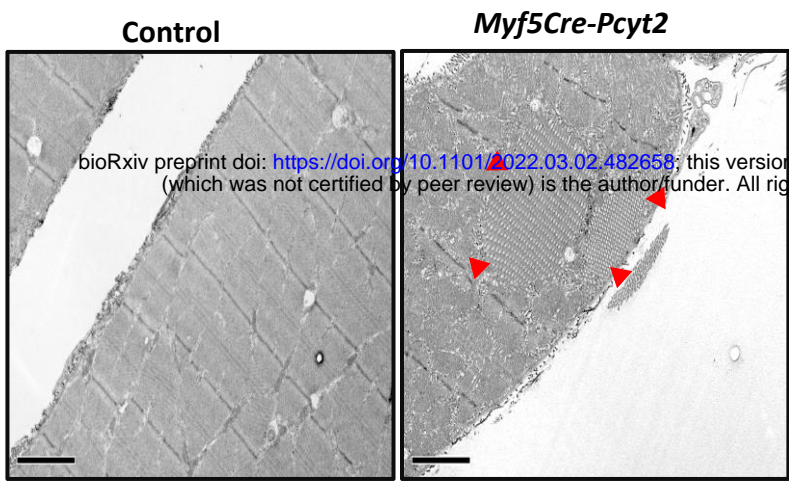 Control
Myf5Cre-Pcyt2
bioRxiv preprint doi: https://doi.org/10.1101/2022.03.02.482658; this version
(which was not certified by peer review) is the author/funder. All rig